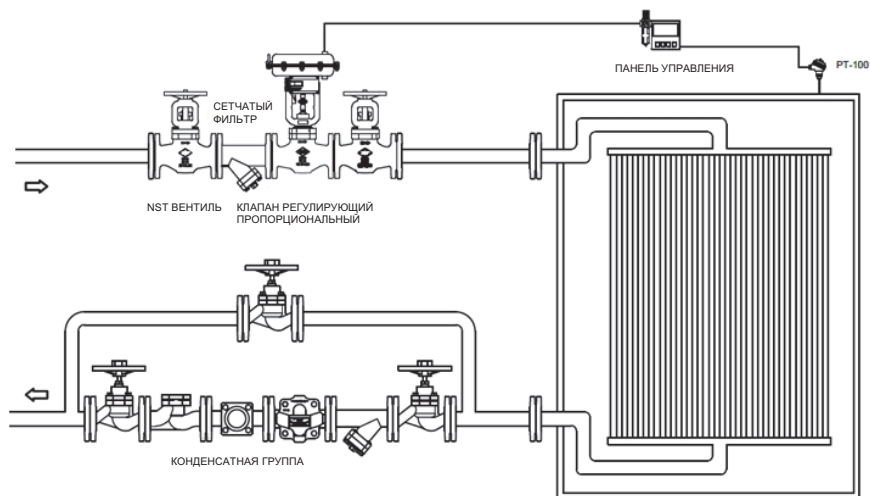 ПАНЕЛЬ УПРАВЛЕНИЯ
PT-100
СЕТЧАТЫЙ
ФИЛЬТР
NST ВЕНТИЛЬ
КЛАПАН РЕГУЛИРУЮЩИЙ
ПРОПОРЦИОНАЛЬНЫЙ
КОНДЕНСАТНАЯ ГРУППА